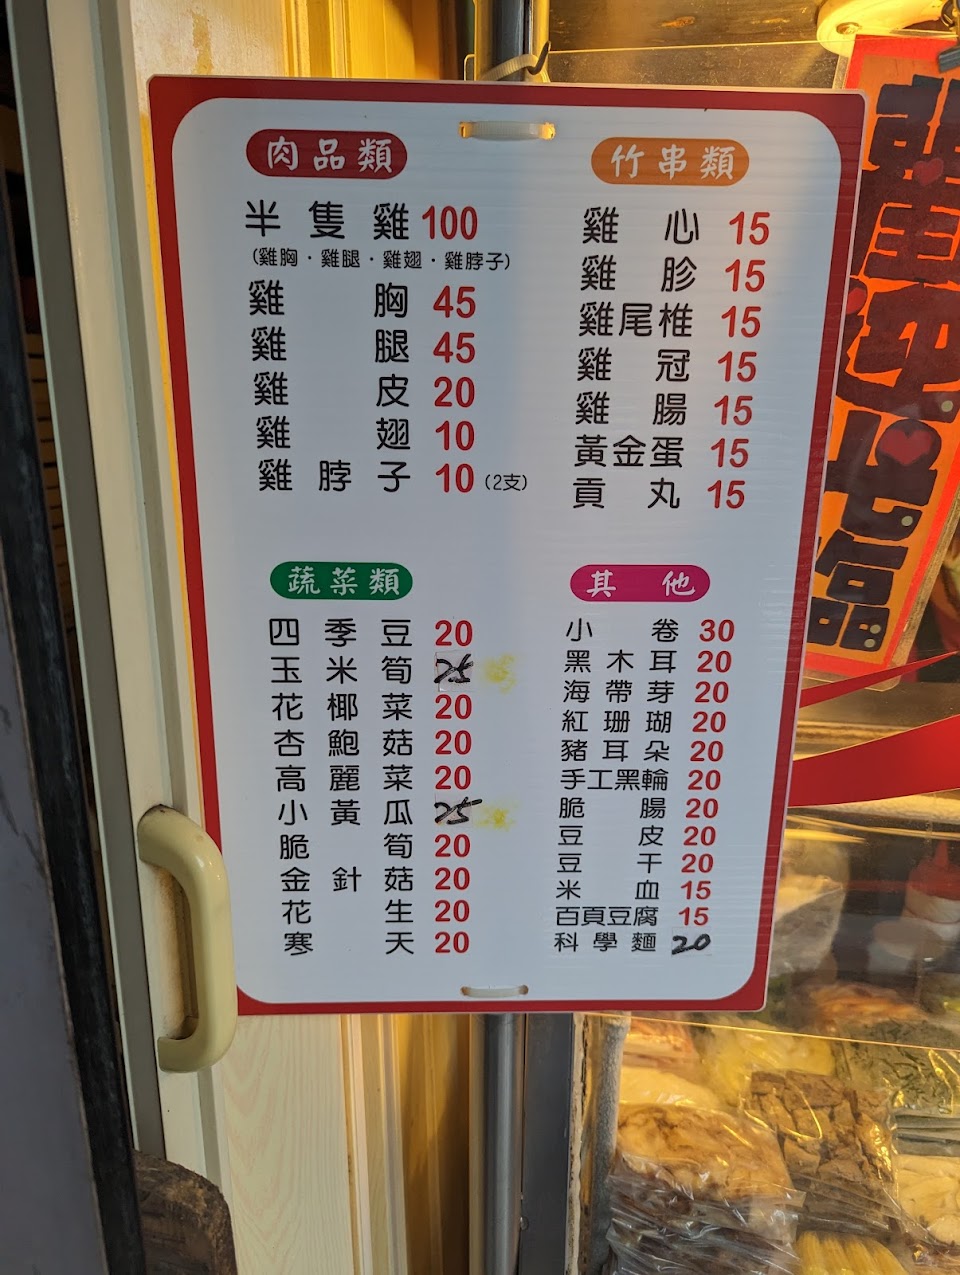 肉品類
半隻雞 100
(雞胸・雞腿・雞翅・雞脖子)
雞胸 45
雞腿 45
雞皮 20
雞翅 10
雞脖子 10 (2支)
竹串類
雞心 15
雞胗 15
雞尾椎 15
雞冠 15
雞腸 15
黃金蛋 15
貢丸 15
蔬菜類
四季豆 20
玉米筍
花椰菜 20
杏鮑菇 20
高麗菜 20
小黃瓜
脆筍 20
金針菇 20
花生 20
寒天 20
其他
小卷 30
黑木耳 20
海帶芽 20
紅珊瑚 20
豬耳朵 20
手工黑輪 20
脆腸 20
豆皮 20
豆干 20
米血 15
百頁豆腐 15
科學麵 20